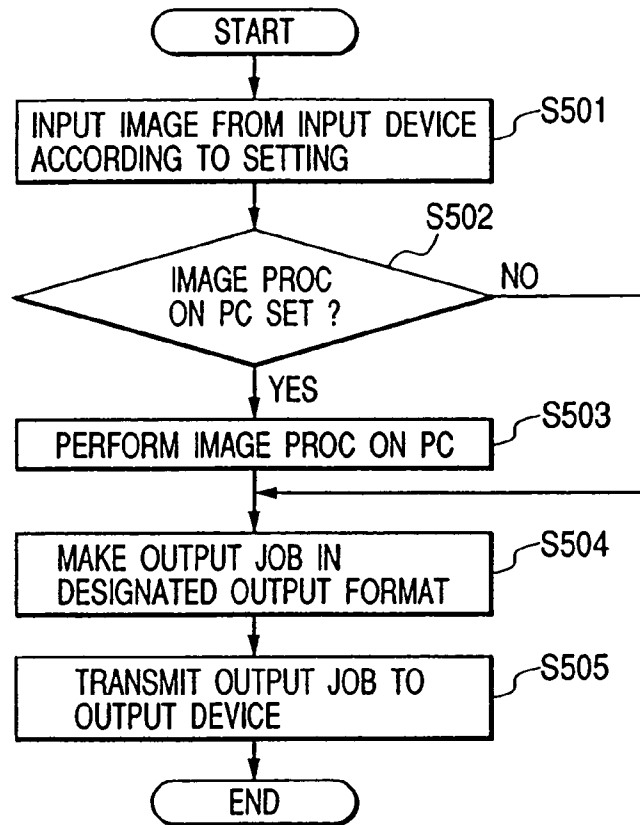 START
INPUT IMAGE FROM INPUT DEVICE
ACCORDING TO SETTING
S501
S502
IMAGE PROC
ON PC SET ?
NO
YES
PERFORM IMAGE PROC ON PC
S503
MAKE OUTPUT JOB IN
DESIGNATED OUTPUT FORMAT
S504
TRANSMIT OUTPUT JOB TO
OUTPUT DEVICE
S505
END